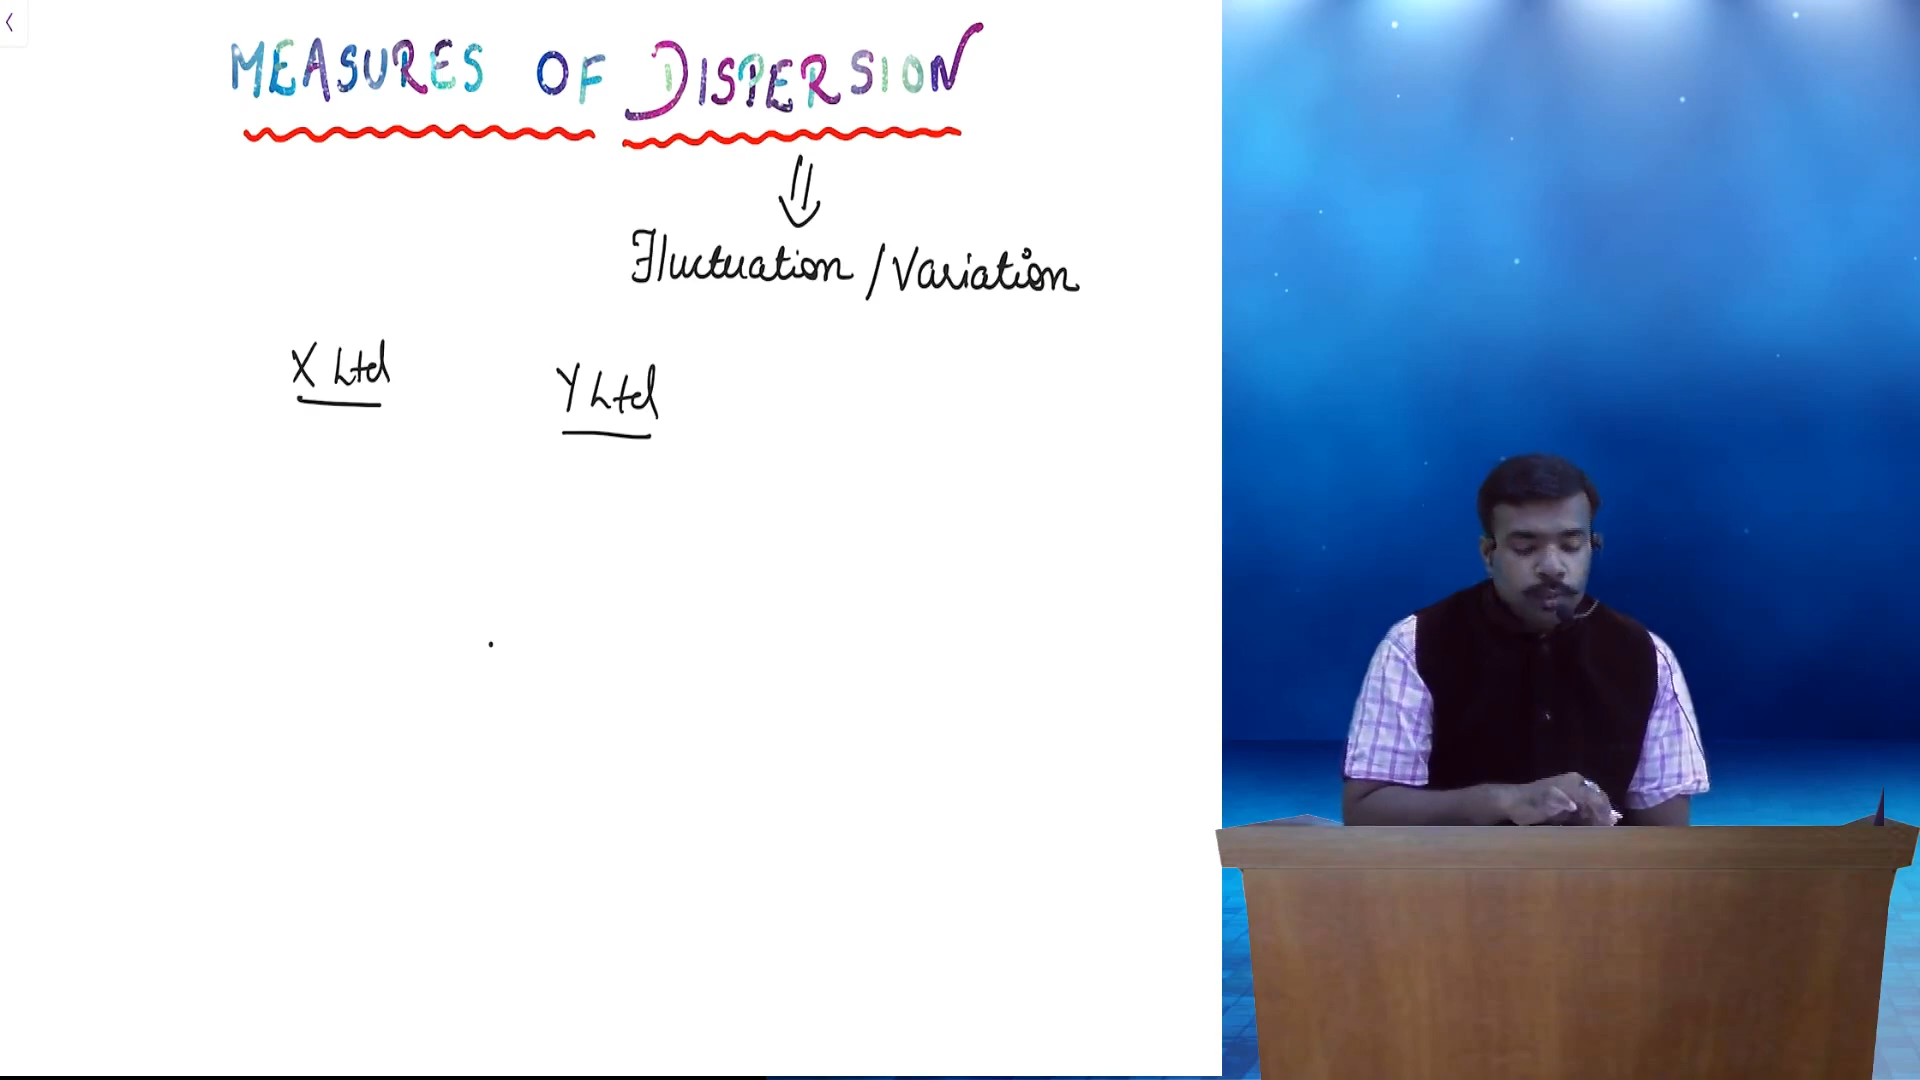 MEASURES OF DISPERSION
Fluctuation / Variation
X Ltd
Y Ltd